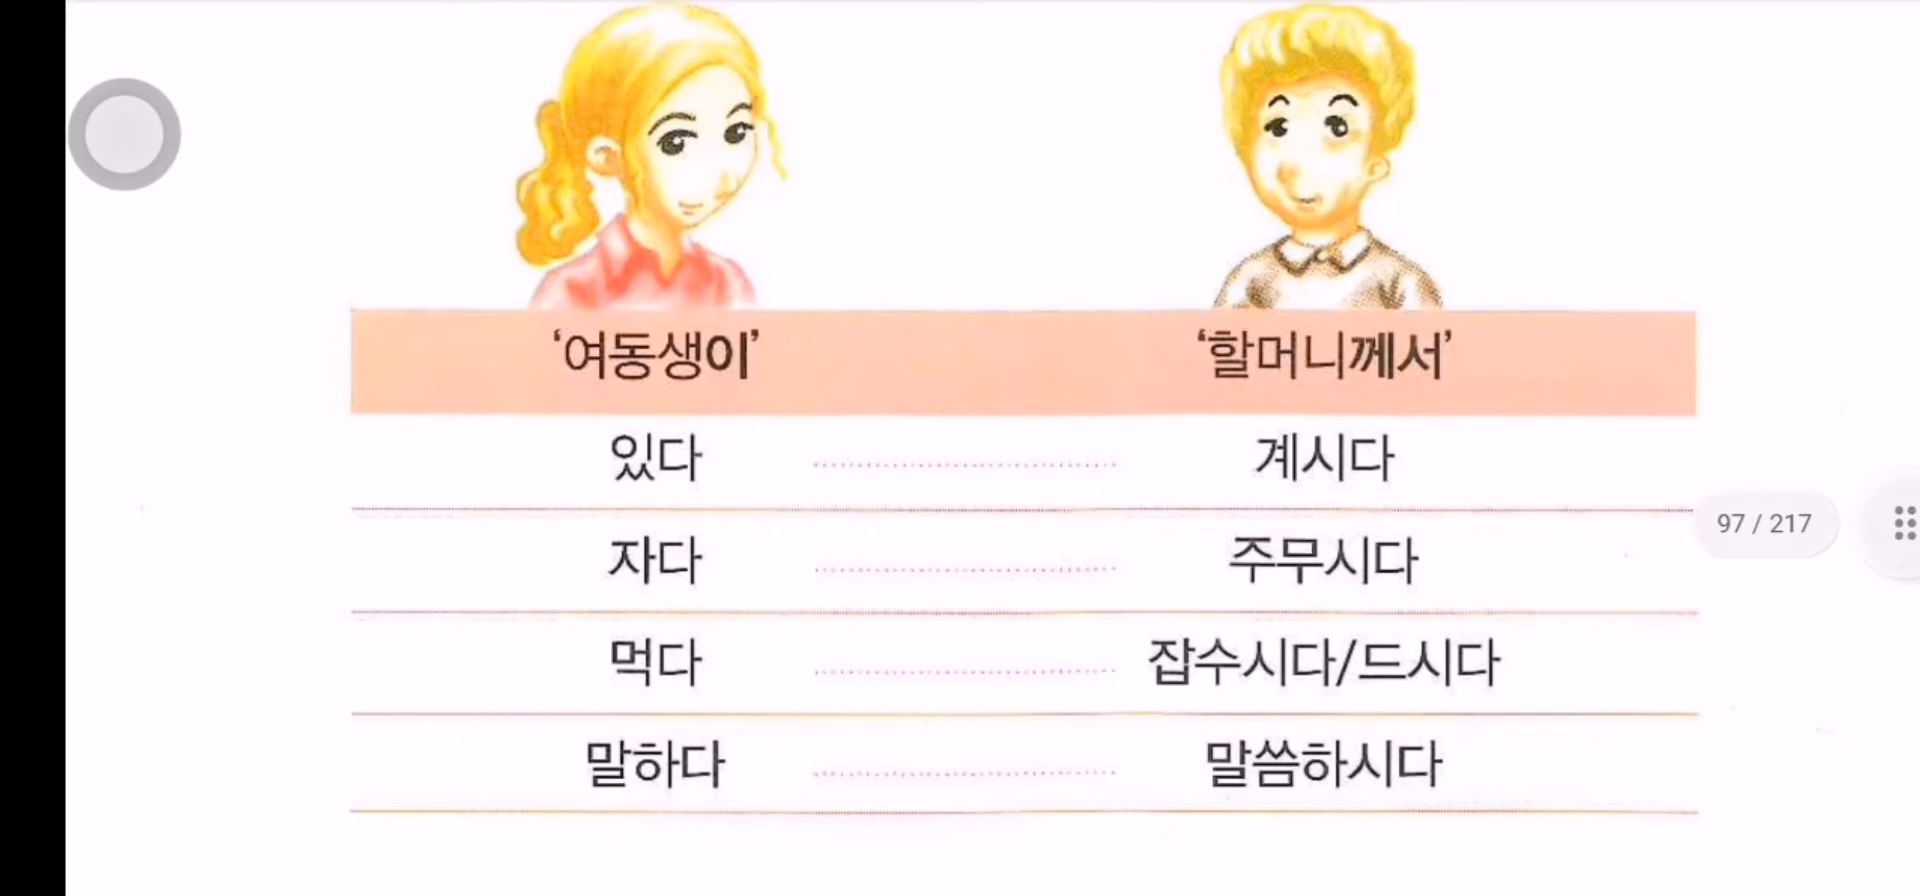 ‘여동생이’ ‘할머니께서’
있다 계시다
자다 주무시다
97 / 217
먹다 잡수시다/드시다
말하다 말씀하시다